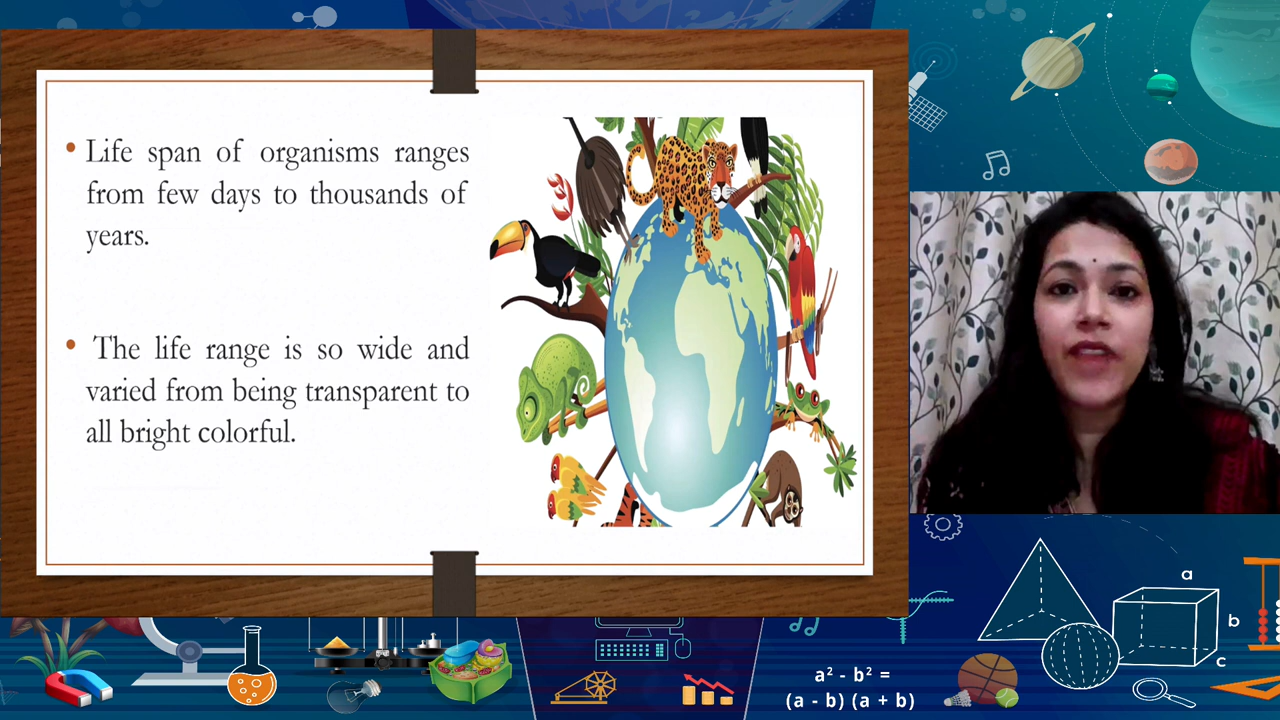 • Life span of organisms ranges
from few days to thousands of
years.
• The life range is so wide and
varied from being transparent to
all bright colorful.
a
b
c
a² - b² =
(a - b) (a + b)